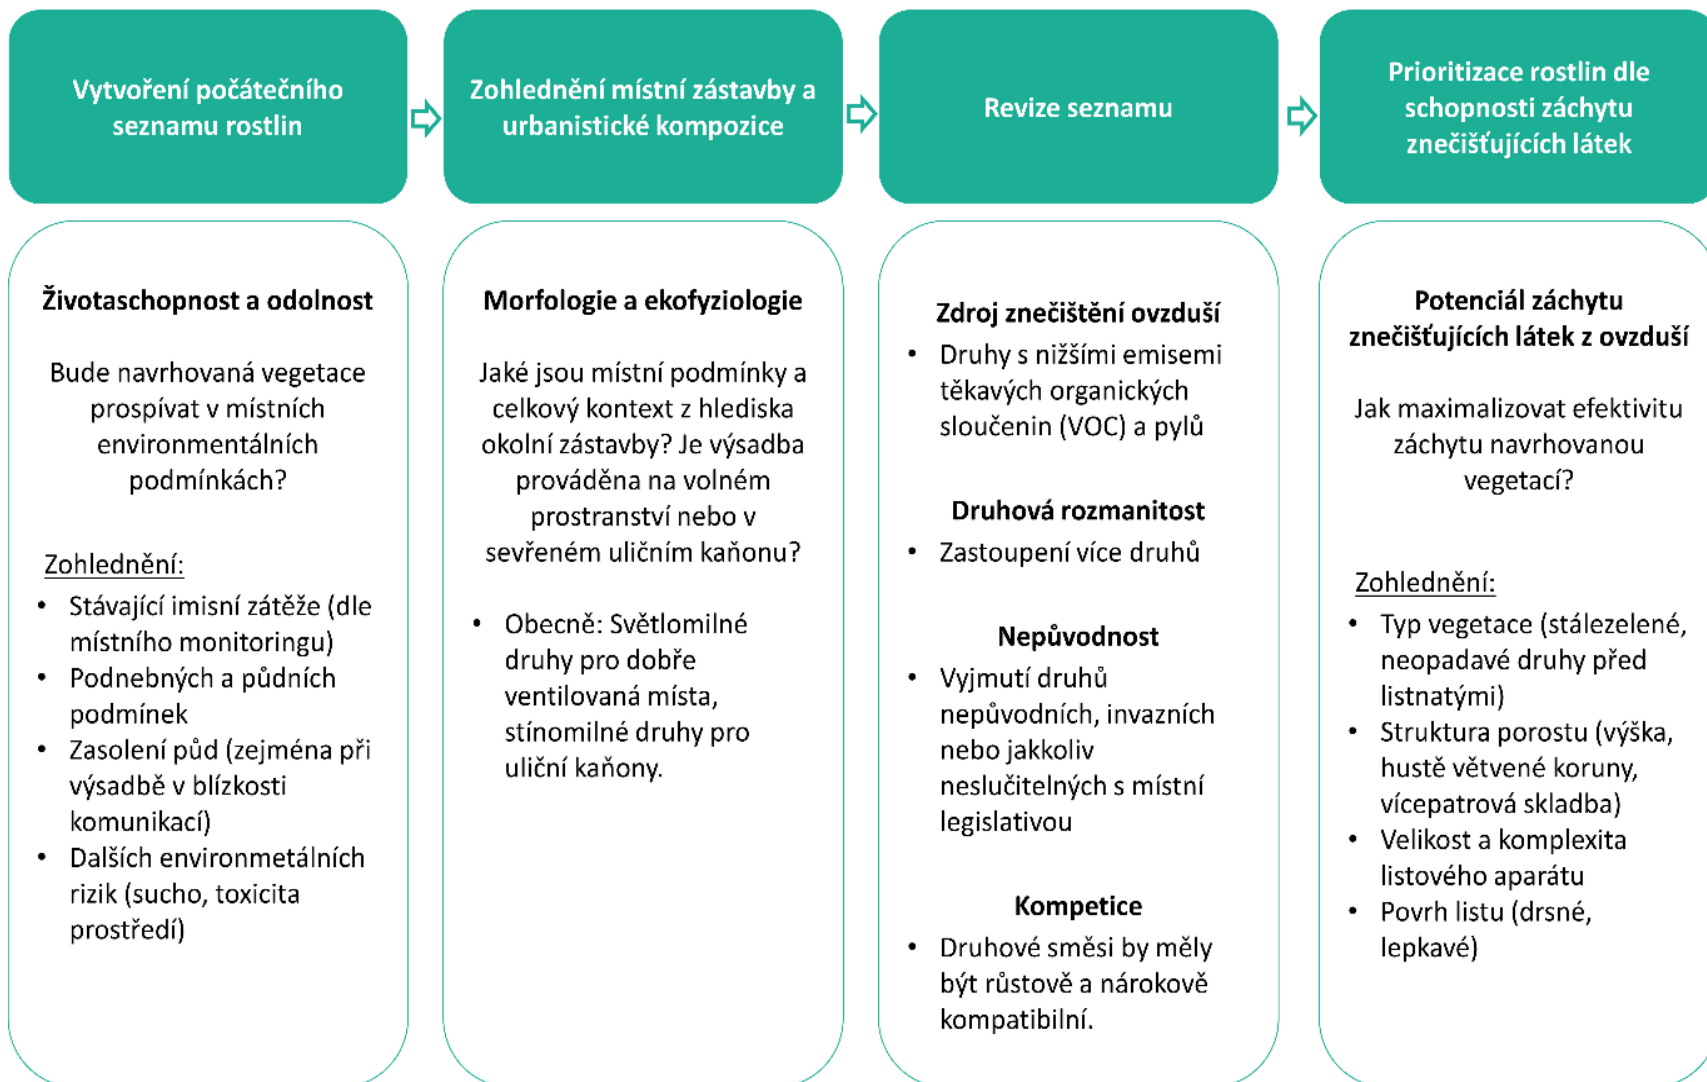 Vytvoření počátečního
seznamu rostlin
Zohlednění místní zástavby a
urbanistické kompozice
Revize seznamu
Prioritizace rostlin dle
schopnosti záchytu
znečišťujících látek
Životaschopnost a odolnost
Bude navrhovaná vegetace
prospívat v místních
environmentálních
podmínkách?
Zohlednění:
• Stávající imisní zátěže (dle
místního monitoringu)
• Podnebných a půdních
podmínek
• Zasolení půd (zejména při
výsadbě v blízkosti
komunikací)
• Dalších environmetálních
rizik (sucho, toxicita
prostředí)
Morfologie a ekofyziologie
Jaké jsou místní podmínky a
celkový kontext z hlediska
okolní zástavby? Je výsadba
prováděna na volném
prostranství nebo v
sevřeném uličním kaňonu?
• Obecně: Světlomilné
druhy pro dobře
ventilovaná místa,
stínomilné druhy pro
uliční kaňony.
Zdroj znečištění ovzduší
• Druhy s nižšími emisemi
těkavých organických
sloučenin (VOC) a pylů
Druhová rozmanitost
• Zastoupení více druhů
Nepůvodnost
• Vyjmutí druhů
nepůvodních, invazních
nebo jakkoliv
neslučitelných s místní
legislativou
Kompetice
• Druhové směsi by měly
být růstově a nárokově
kompatibilní.
Potenciál záchytu
znečišťujících látek z ovzduší
Jak maximalizovat efektivitu
záchytu navrhovanou
vegetací?
Zohlednění:
• Typ vegetace (stálezelené,
neopadavé druhy před
listnatými)
• Struktura porostu (výška,
hustě větvené koruny,
vícepatrová skladba)
• Velikost a komplexita
listového aparátu
• Povrh listu (drsné,
lepkavé)